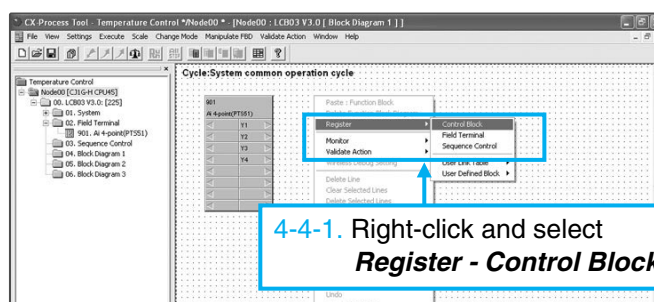 CX-Process Tool - Temperature Control *\Node00 * - [Node00 : LCB03 V3.0 [ Block Diagram 1 ] ]
File View Settings Execute Scale Change Mode Manipulate FBD Validate Action Window Help
Cycle:System common operation cycle
Temperature Control
Node00 [CJ1G-H CPU45]
00. LCB03 V3.0: [225]
01. System
02. Field Terminal
901. Ai 4-point(PTS51)
03. Sequence Control
04. Block Diagram 1
05. Block Diagram 2
06. Block Diagram 3
901
Ai 4-point(PTS51)
Y1
Y2
Y3
Y4
Paste : Function Block
Register
Monitor
Validate Action
Wireless Debug Setting
Delete Line
Clear Selected Lines
Delete Selected Lines
Undo
Control Block
Field Terminal
Sequence Control
User Link Table
User Defined Block
4-4-1. Right-click and select
Register - Control Block